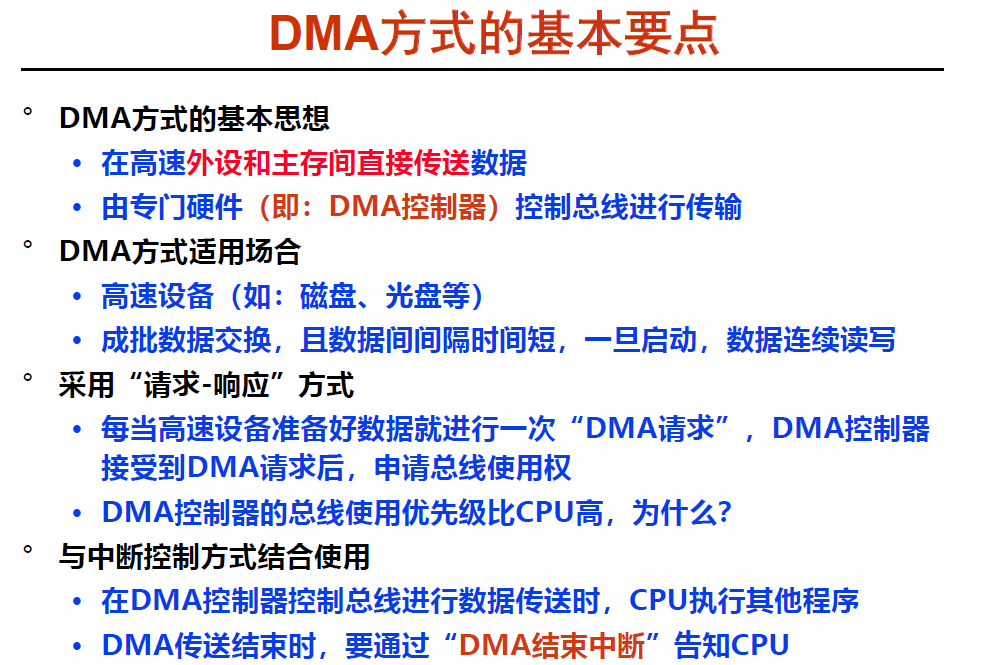 DMA方式的基本要点
° DMA方式的基本思想
• 在高速外设和主存间直接传送数据
• 由专门硬件（即：DMA控制器）控制总线进行传输
° DMA方式适用场合
• 高速设备（如：磁盘、光盘等）
• 成批数据交换，且数据间间隔时间短，一旦启动，数据连续读写
° 采用“请求-响应”方式
• 每当高速设备准备好数据就进行一次“DMA请求”，DMA控制器
接受到DMA请求后，申请总线使用权
• DMA控制器的总线使用优先级比CPU高，为什么?
° 与中断控制方式结合使用
• 在DMA控制器控制总线进行数据传送时，CPU执行其他程序
• DMA传送结束时，要通过“DMA结束中断”告知CPU